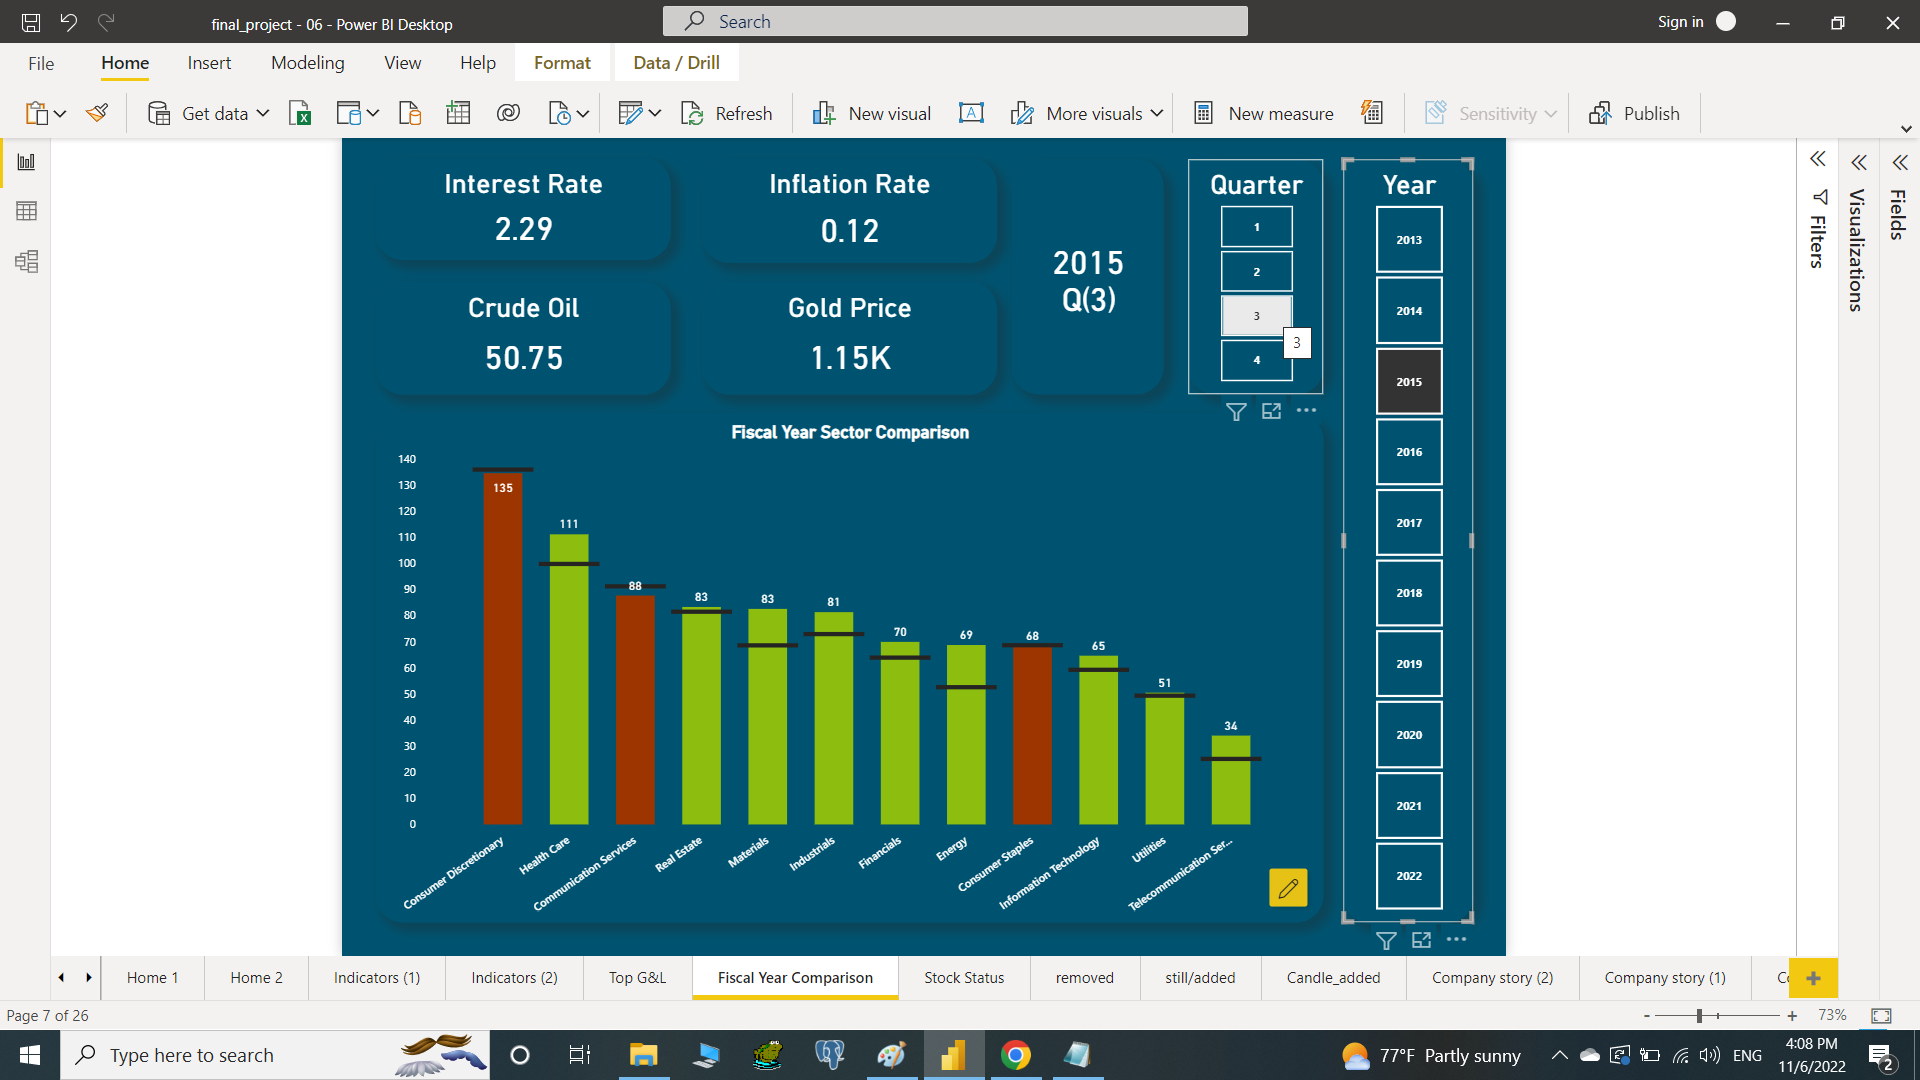 final_project - 06 - Power BI Desktop
Search
Sign in
File
Home
Insert
Modeling
View
Help
Format
Data / Drill
Get data
Refresh
New visual
More visuals
New measure
Sensitivity
Publish
Interest Rate
2.29
Inflation Rate
0.12
Crude Oil
50.75
Gold Price
1.15K
2015
Q(3)
Quarter
1
2
3
4
3
Year
2013
2014
2015
2016
2017
2018
2019
2020
2021
2022
Filters
Visualizations
Fields
Fiscal Year Sector Comparison
140
130
120
110
100
90
80
70
60
50
40
30
20
10
0
135
111
88
83
83
81
70
69
68
65
51
34
Consumer Discretionary
Health Care
Communication Services
Real Estate
Materials
Industrials
Financials
Energy
Consumer Staples
Information Technology
Utilities
Telecommunication Ser...
Home 1
Home 2
Indicators (1)
Indicators (2)
Top G&L
Fiscal Year Comparison
Stock Status
removed
still/added
Candle_added
Company story (2)
Company story (1)
Page 7 of 26
- + 73%
Type here to search
77°F Partly sunny
ENG
4:08 PM
11/6/2022
2